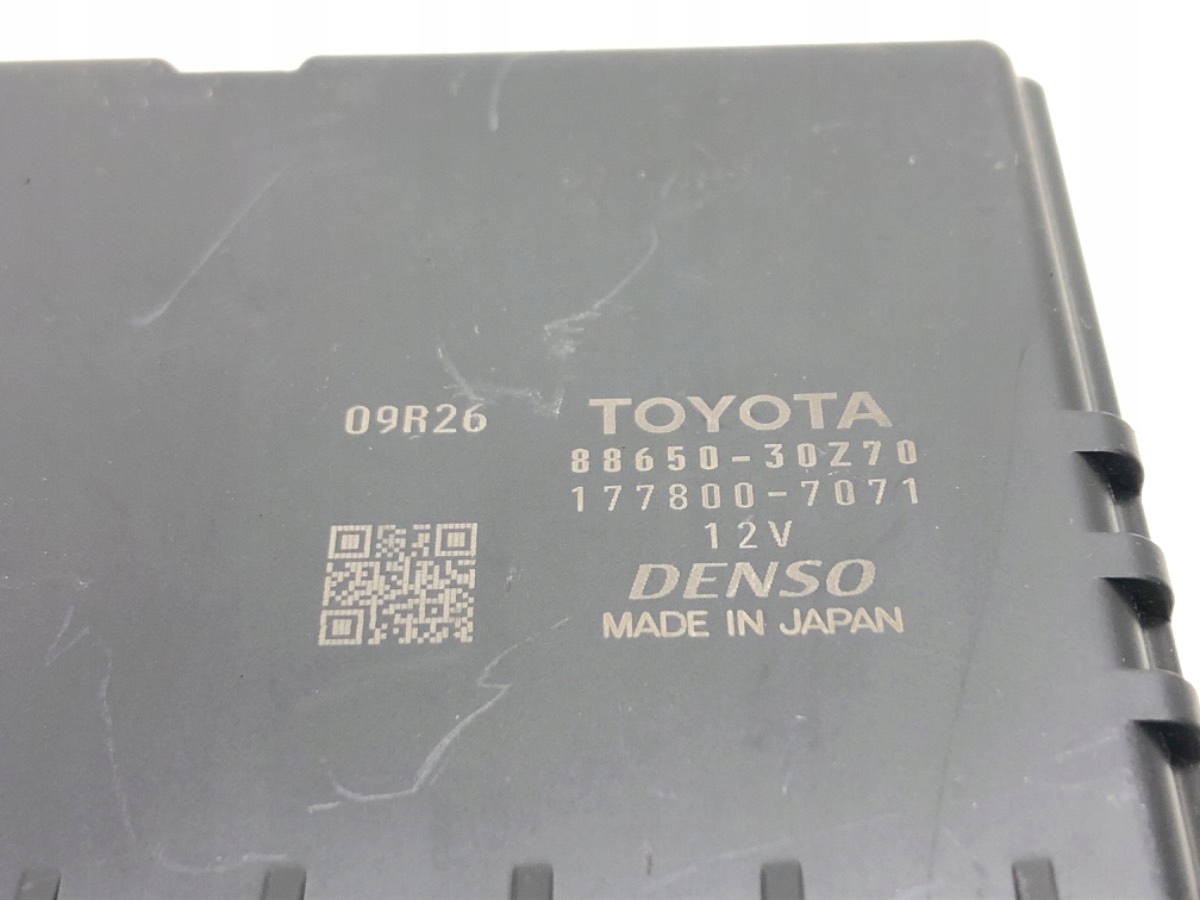 09R26
TOYOTA
88650-30Z70
177800-7071
12V
DENSO
MADE IN JAPAN